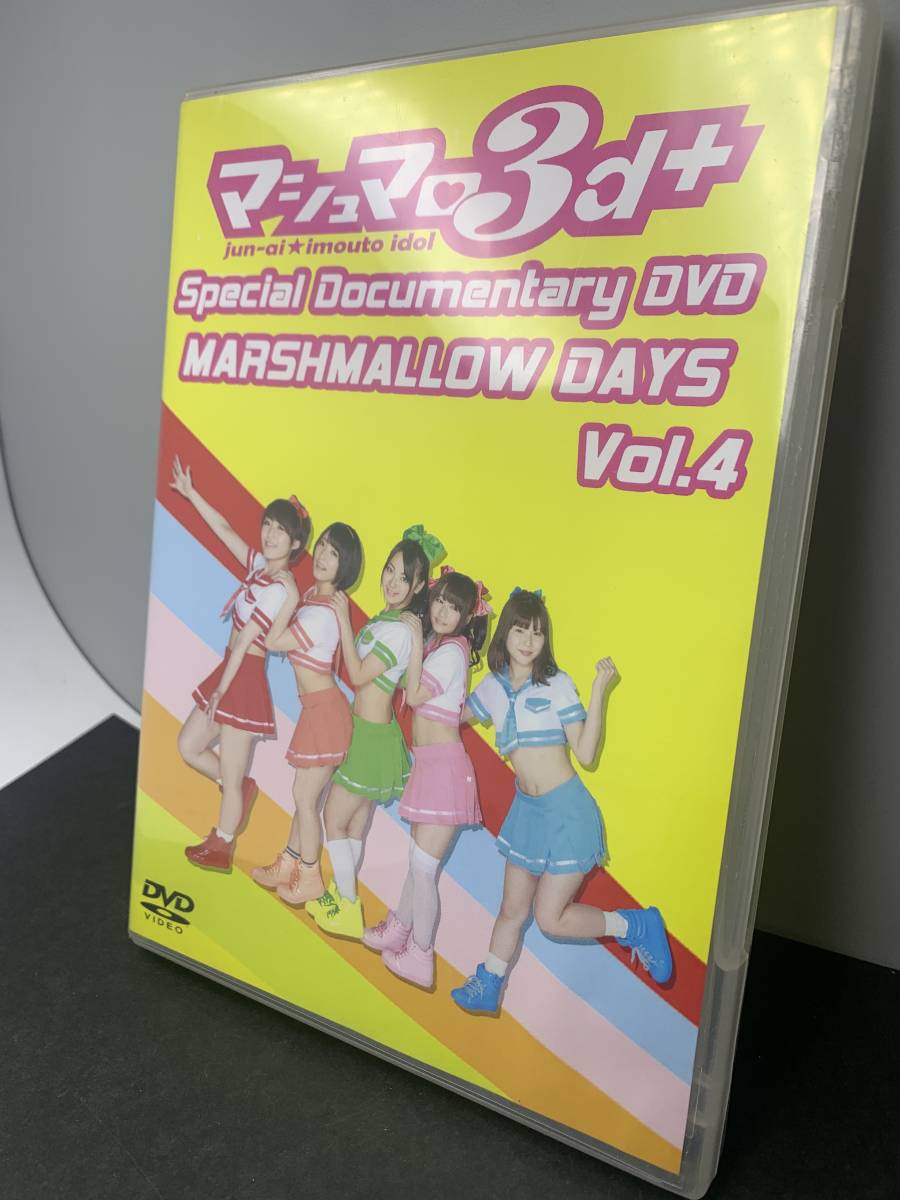 マシュマロ3d+
jun-ai★imouto idol
Special Documentary DVD
MARSHMALLOW DAYS
Vol.4
DVD
VIDEO